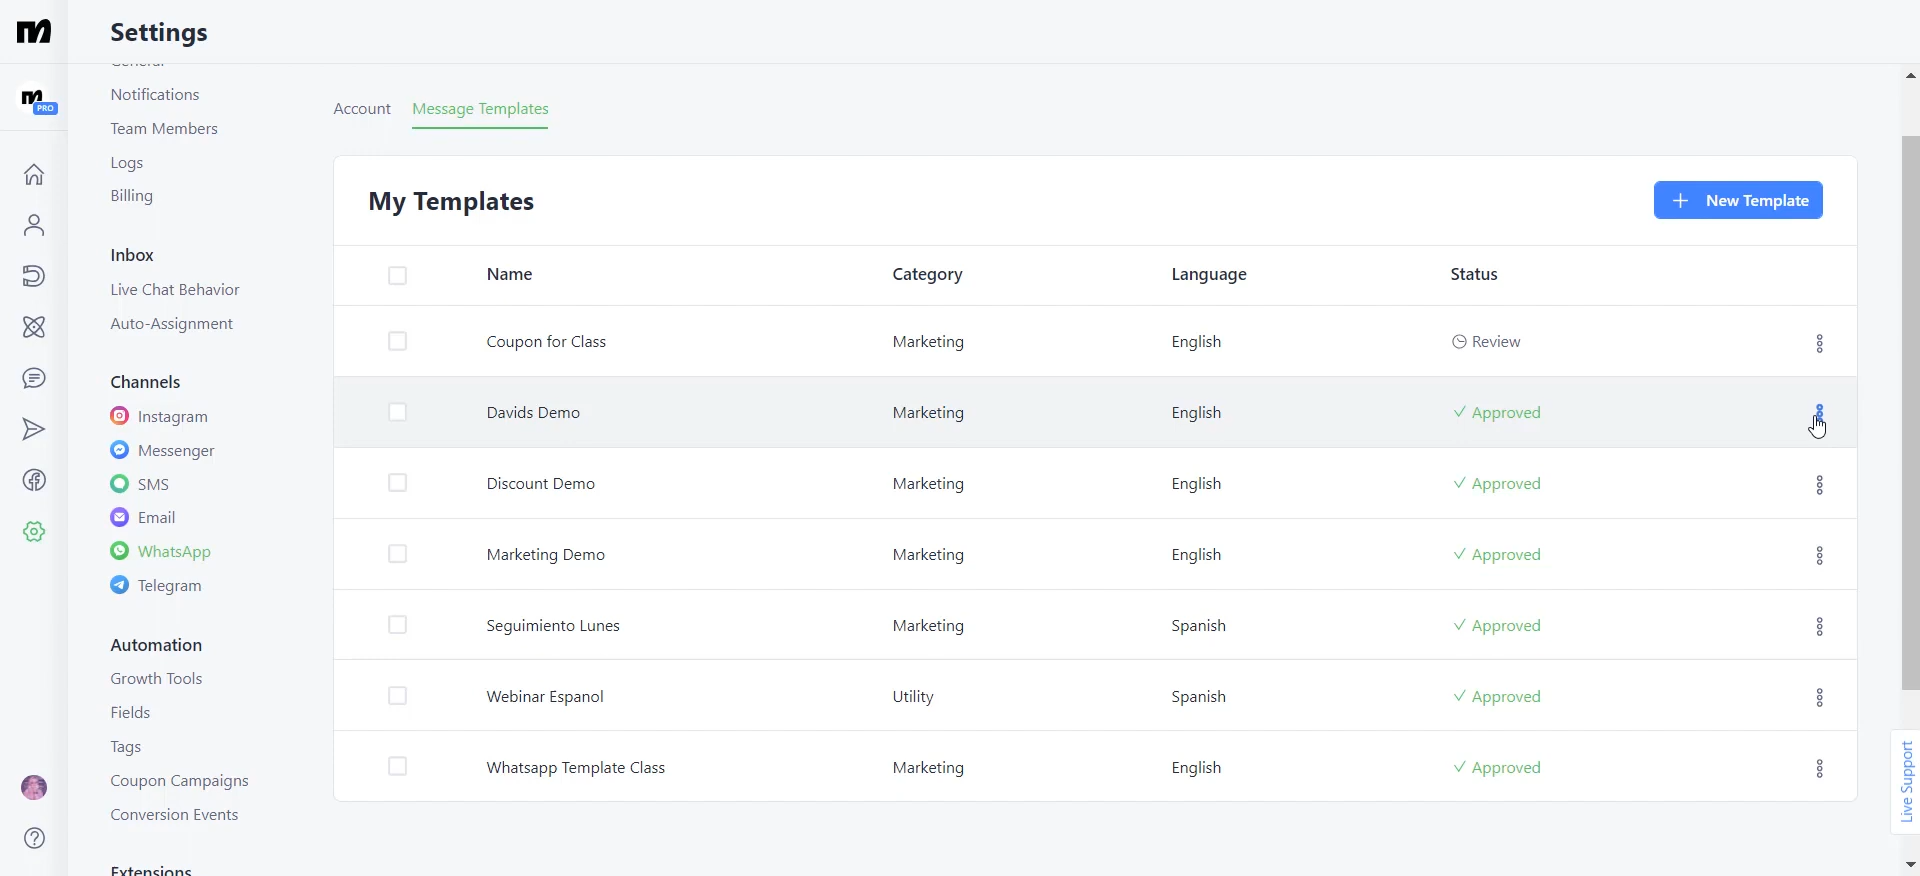 Settings
General
PRO
Notifications
Team Members
Logs
Billing
Inbox
Live Chat Behavior
Auto-Assignment
Channels
Instagram
Messenger
SMS
Email
WhatsApp
Telegram
Automation
Growth Tools
Fields
Tags
Coupon Campaigns
Conversion Events
Extensions
Account Message Templates
My Templates
+ New Template
Name Category Language Status
Coupon for Class Marketing English Review
Davids Demo Marketing English ✓ Approved
Discount Demo Marketing English ✓ Approved
Marketing Demo Marketing English ✓ Approved
Seguimiento Lunes Marketing Spanish ✓ Approved
Webinar Espanol Utility Spanish ✓ Approved
Whatsapp Template Class Marketing English ✓ Approved
Live Support